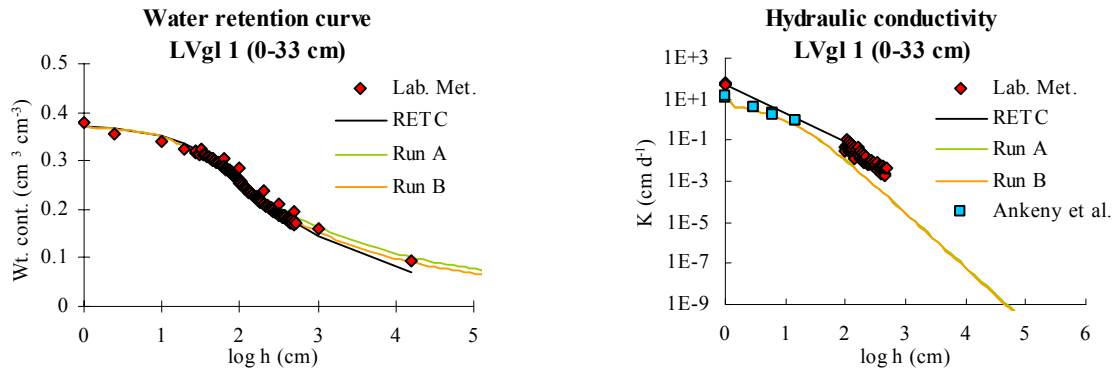 Water retention curve
LVgl 1 (0-33 cm)
0.5
0.4
0.3
0.2
0.1
0
Wt. cont. (cm⁻³ cm⁻³)
0 1 2 3 4 5
log h (cm)
Lab. Met.
RETC
Run A
Run B
Hydraulic conductivity
LVgl 1 (0-33 cm)
1E+3
1E+1
1E-1
1E-3
1E-5
1E-7
1E-9
K (cm d⁻¹)
0 1 2 3 4 5 6
log h (cm)
Lab. Met.
RETC
Run A
Run B
Ankeny et al.